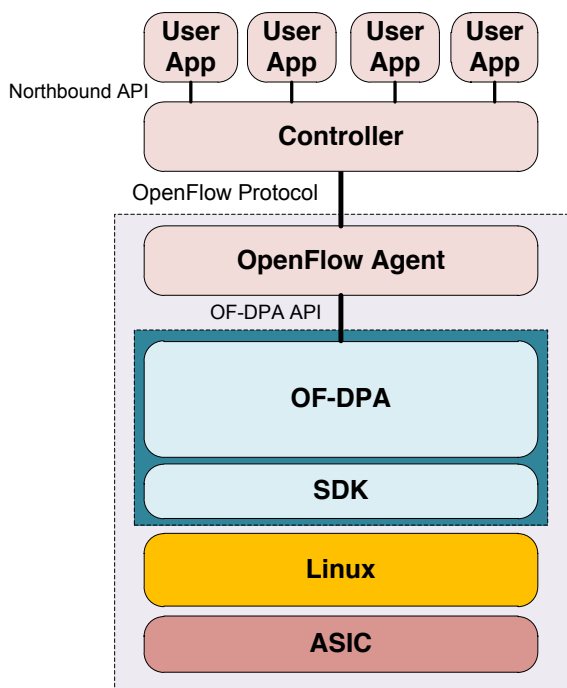 User App User App User App User App
Northbound API
Controller
OpenFlow Protocol
OpenFlow Agent
OF-DPA API
OF-DPA
SDK
Linux
ASIC